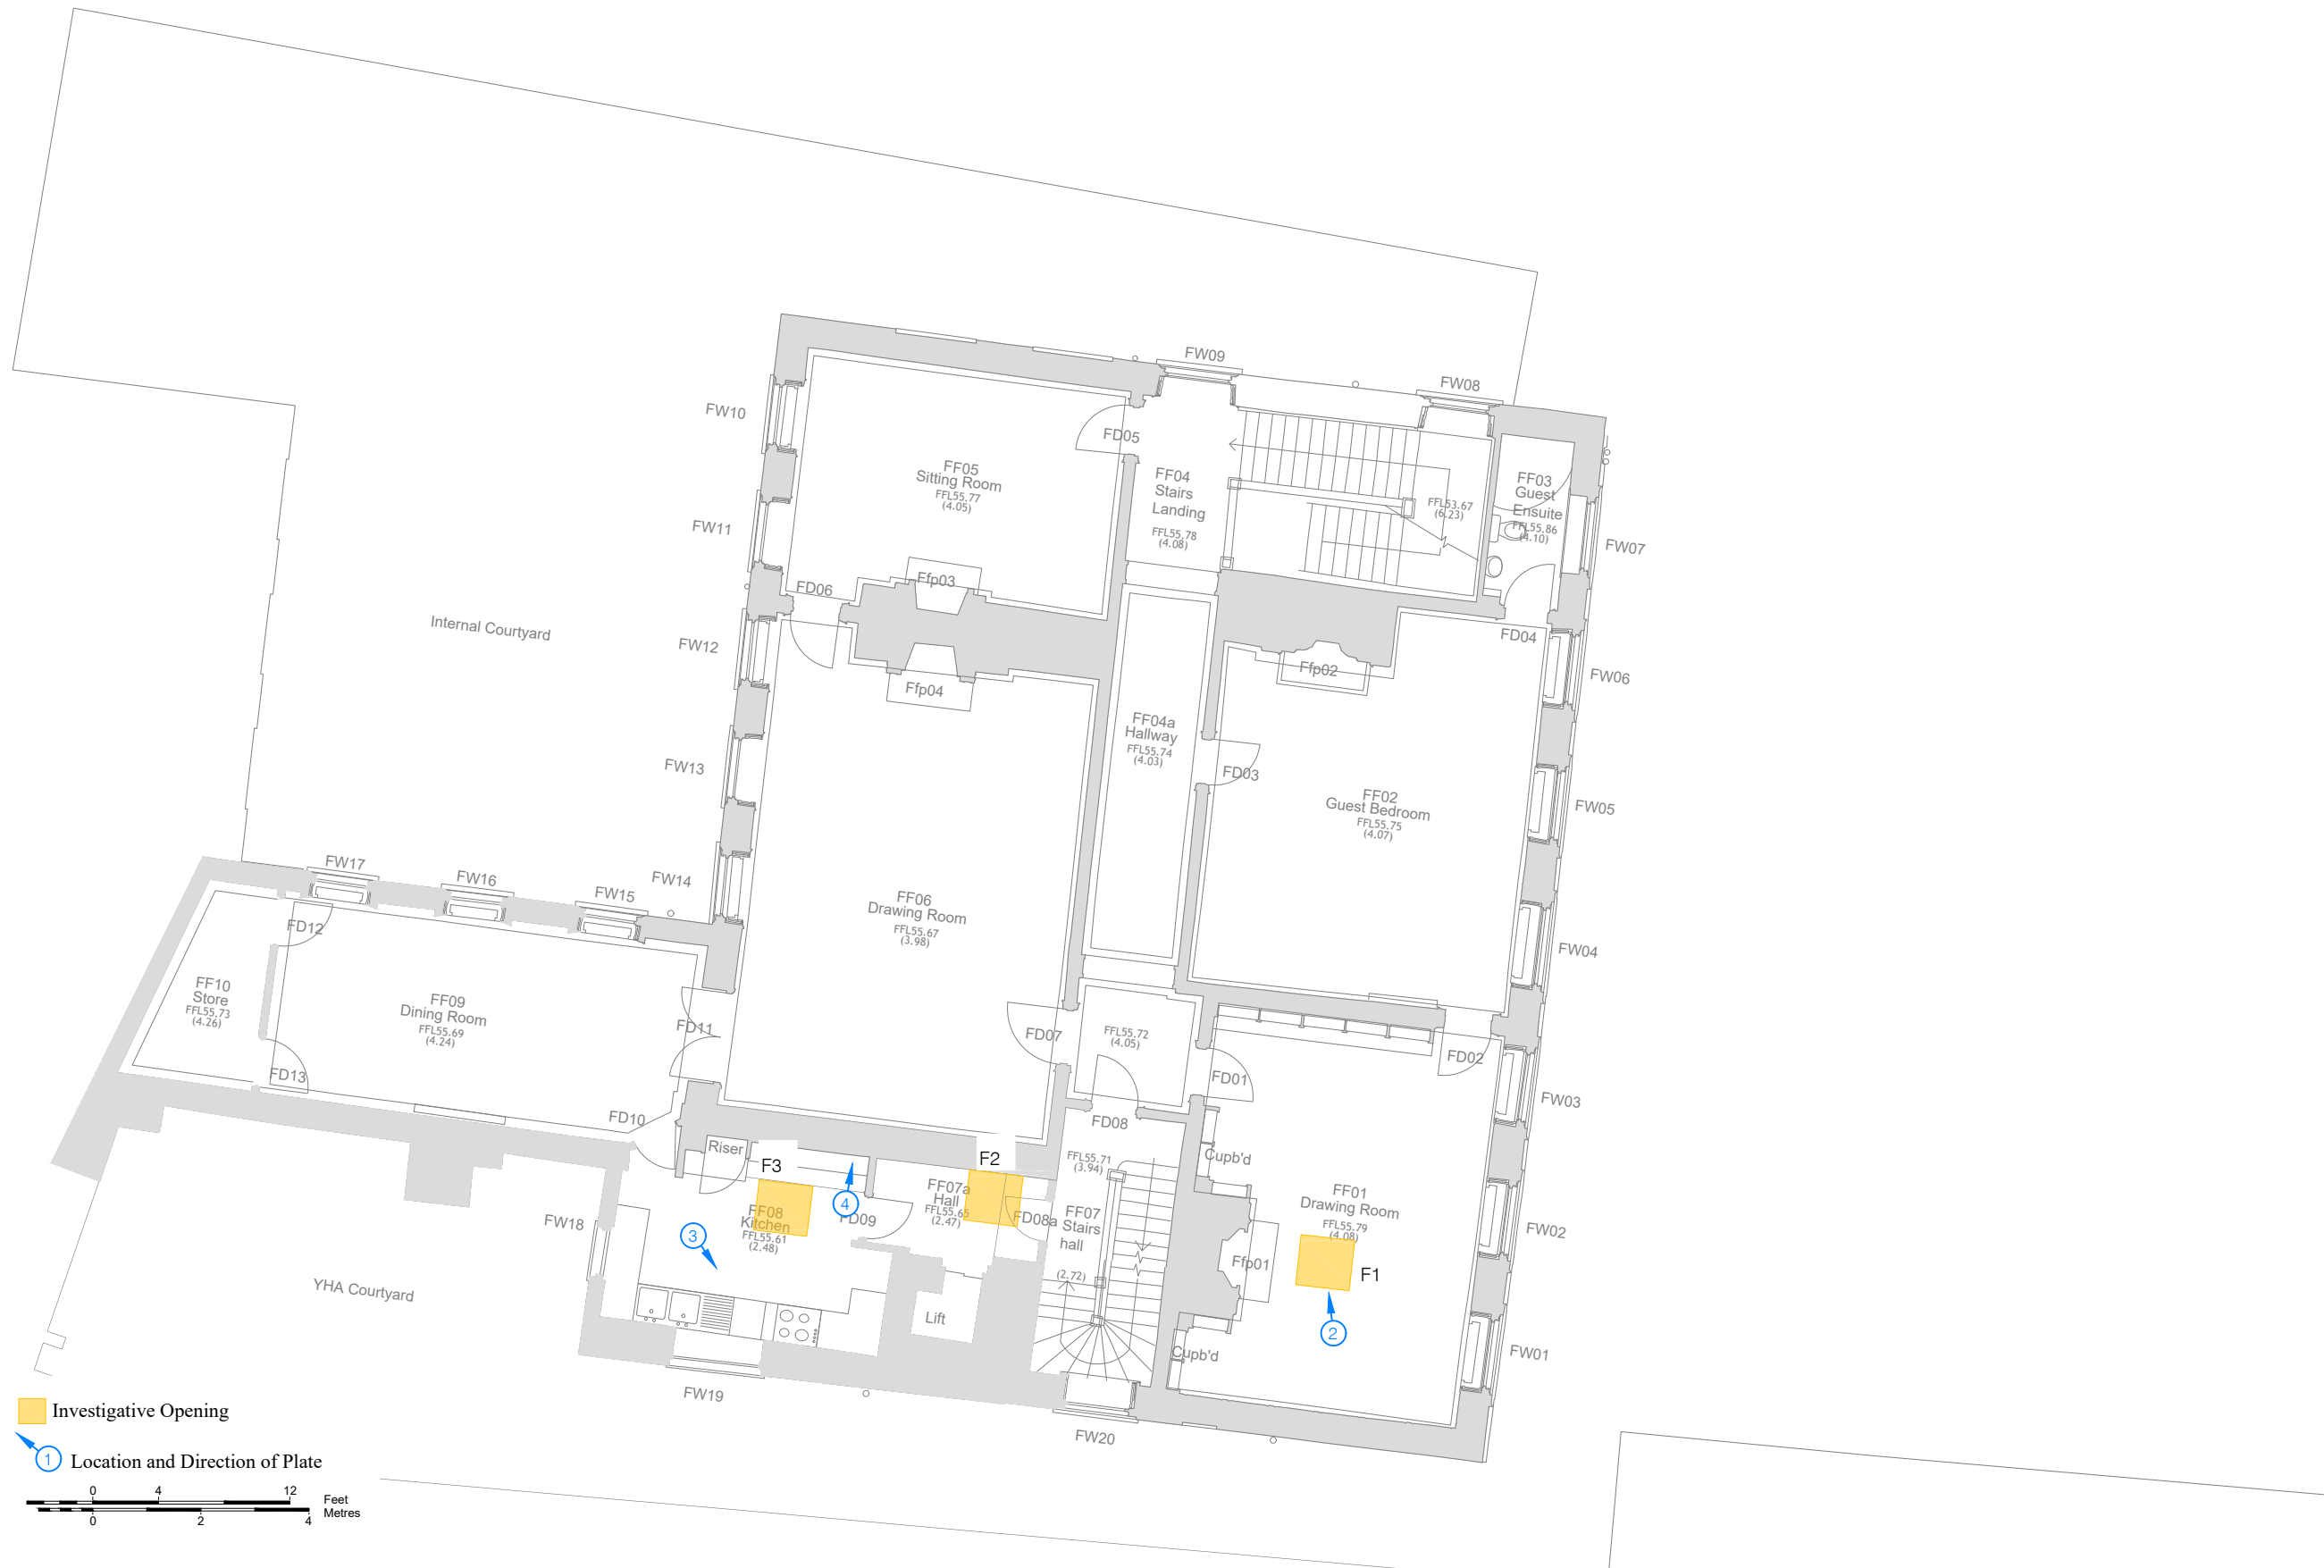 FW09
FW08
FW10
FD05
FF05
Sitting Room
FFL55.77
(4.05)
FF04
Stairs
Landing
FFL55.78
(4.08)
FFL53.67
(6.23)
FF03
Guest
Ensuite
FFL55.86
(4.10)
FW11
FW07
FD06
Ffp03
Internal Courtyard
FW12
FD04
Ffp02
FW06
Ffp04
FF04a
Hallway
FFL55.74
(4.03)
FW13
FD03
FF02
Guest Bedroom
FFL55.75
(4.07)
FW05
FW17
FW16
FW15
FW14
FF06
Drawing Room
FFL55.67
(3.98)
FD12
FW04
FF10
Store
FFL55.73
(4.26)
FF09
Dining Room
FFL55.69
(4.24)
FD11
FD07
FFL55.72
(4.05)
FD02
FD13
FD01
FW03
FD10
FD08
Riser
F3
F2
FFL55.71
(3.94)
Cupb'd
FF07a
Hall
FFL55.65
(2.47)
FF08
Kitchen
FFL55.61
(2.48)
4
FD09
FD08a
FF07
Stairs
hall
FF01
Drawing Room
FFL55.79
(4.08)
FW18
3
FW02
Ffp01
F1
(2.72)
YHA Courtyard
Lift
2
Cupb'd
FW01
FW19
FW20
Investigative Opening
1 Location and Direction of Plate
0 4 12 Feet
Metres
0 2 4